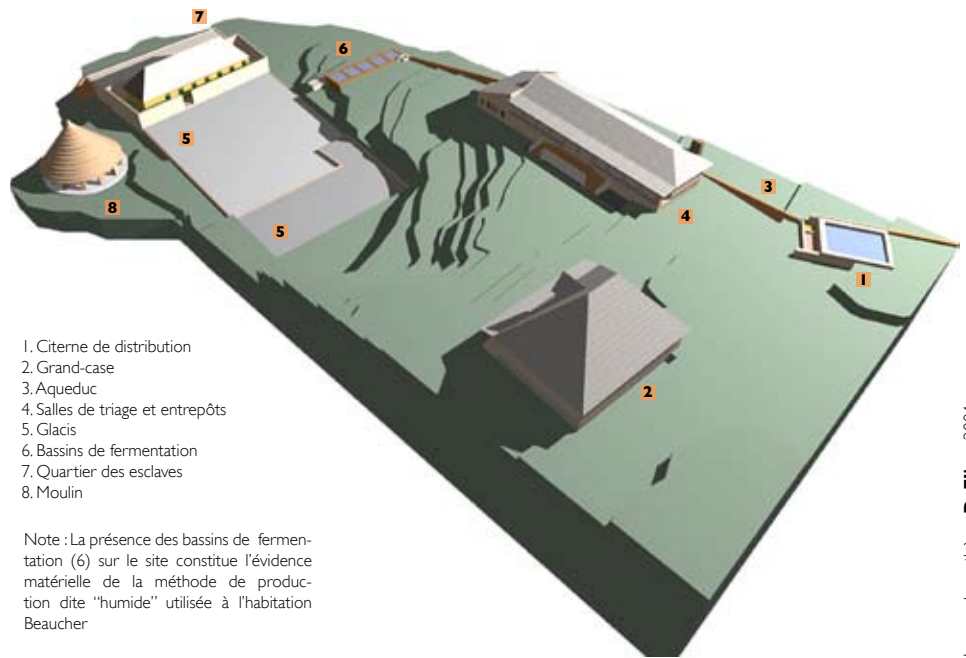 7
6
5
3
8
5
4
1
2
1. Citerne de distribution
2. Grand-case
3. Aqueduc
4. Salles de triage et entrepôts
5. Glacis
6. Bassins de fermentation
7. Quartier des esclaves
8. Moulin
Note : La présence des bassins de fermen-
tation (6) sur le site constitue l'évidence
matérielle de la méthode de produc-
tion dite "humide" utilisée à l'habitation
Beaucher